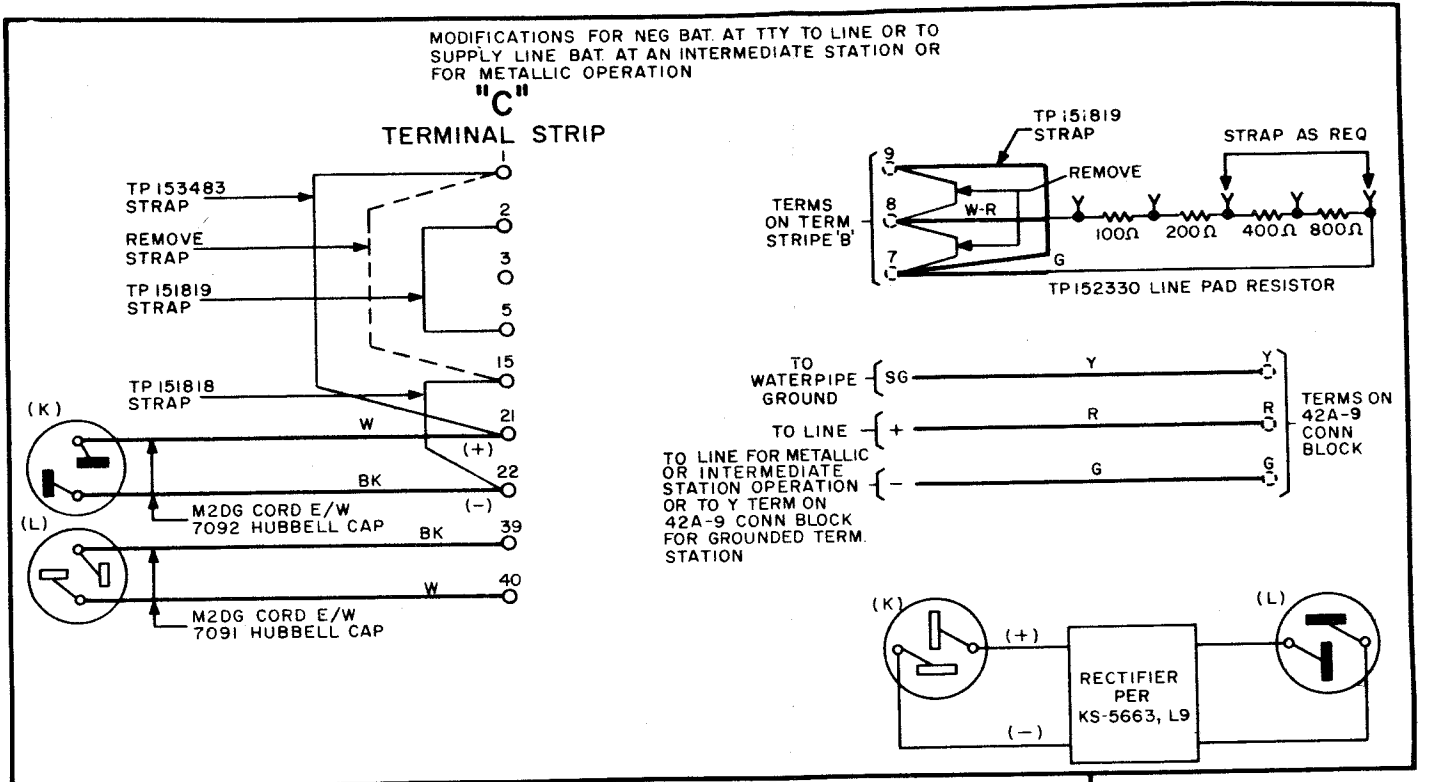 MODIFICATIONS FOR NEG BAT. AT TTY TO LINE OR TO
SUPPLY LINE BAT. AT AN INTERMEDIATE STATION OR
FOR METALLIC OPERATION
"C"
TERMINAL STRIP
1
TP 153483
STRAP
2
REMOVE
STRAP
3
TP 151819
STRAP
5
15
TP 151818
STRAP
(K)
21
W
(+)
22
BK
(-)
M2DG CORD E/W
7092 HUBBELL CAP
(L)
39
BK
40
W
M2DG CORD E/W
7091 HUBBELL CAP
TP 151819
STRAP
STRAP AS REQ
9
REMOVE
TERMS
ON TERM.
STRIPE 'B'
8
W-R
Y
Y
Y
Y
Y
100Ω
200Ω
400Ω
800Ω
7
G
TP152330 LINE PAD RESISTOR
TO
WATERPIPE
GROUND
SG
Y
Y
TO LINE
+
R
R
TERMS ON
42A-9
CONN
BLOCK
TO LINE FOR METALLIC
OR INTERMEDIATE
STATION OPERATION
OR TO Y TERM ON
42A-9 CONN BLOCK
FOR GROUNDED TERM.
STATION
-
G
G
(K)
(+)
(-)
RECTIFIER
PER
KS-5663, L9
(L)